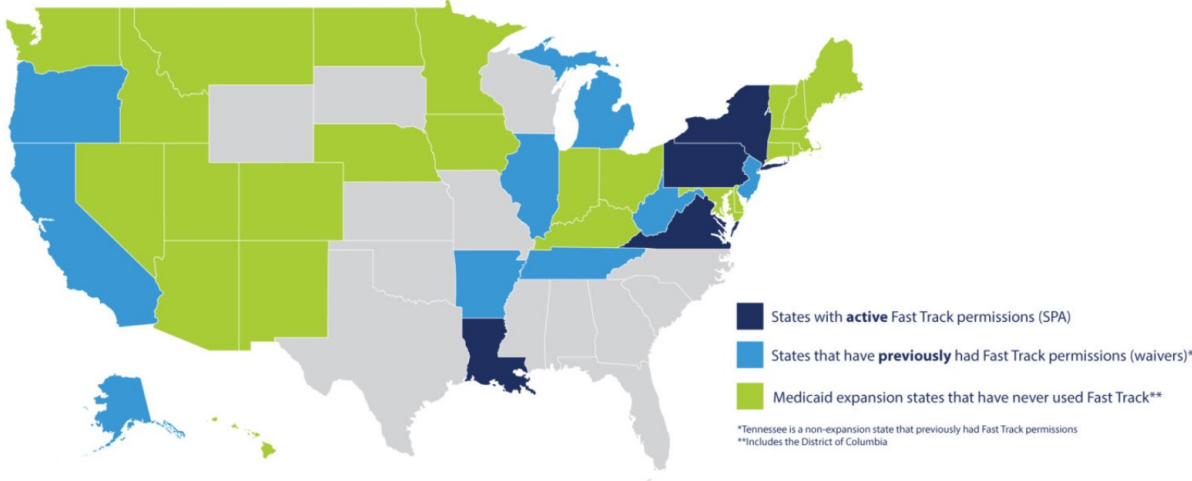 States with active Fast Track permissions (SPA)
States that have previously had Fast Track permissions (waivers)*
Medicaid expansion states that have never used Fast Track**
*Tennessee is a non-expansion state that previously had Fast Track permissions
**Includes the District of Columbia